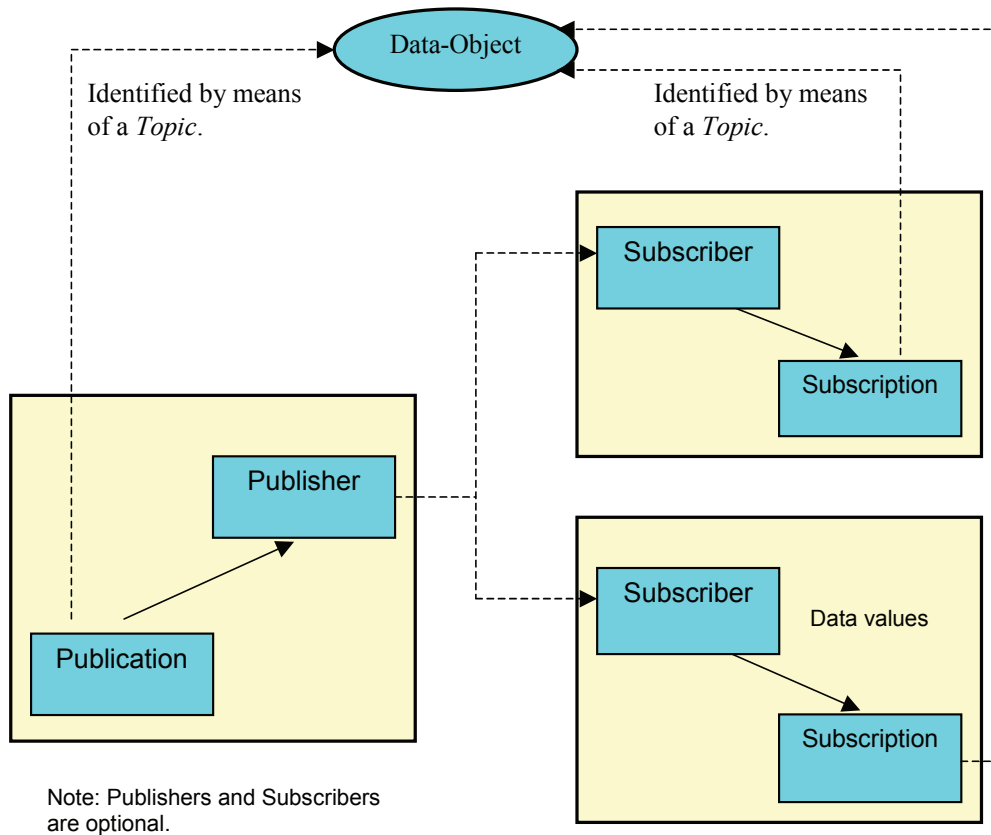 Data-Object
Identified by means
of a Topic.
Identified by means
of a Topic.
Subscriber
Subscription
Publisher
Publication
Subscriber
Data values
Subscription
Note: Publishers and Subscribers
are optional.